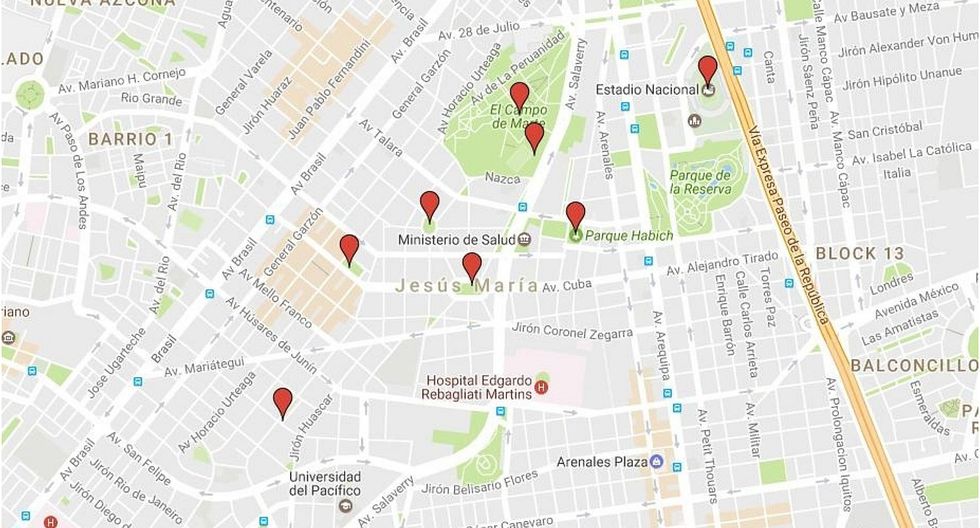 NUEVA AZCONA
LADO
Av. Mariano H. Cornejo
Rio Grande
BARRIO 1
Av. Paso de Los Andes
Maipu
Av. del Río
Av. del Río
General Varela
Jirón Huaraz
Juan Pablo Fernandini
Av. Brasil
General Garzón
Av Horacio Urteaga
Av de La Peruanidad
Av. 28 de Julio
Av. Salaverry
El Campo
de Marte
Av Talara
Nazca
Av Brasil
Av. Arenales
Estadio Nacional
Vía Expresa Paseo de la República
Canta
Jirón Sáenz Peña
Calle Manco Cápac
Av. Manco Cápac
Av Bausate y Meza
Jirón Alexander Von Hum
Jirón Hipólito Unanue
San Cristóbal
Av. Isabel La Católica
Italia
Parque de
la Reserva
Ministerio de Salud
Parque Habich
General Garzón
Av Brasil
Av Mello Franco
Jesús María
Av. Cuba
Av. Alejandro Tirado
BLOCK 13
Londres
Avenida México
Las Amatistas
Torres Paz
Calle Carlos Arrieta
Enrique Barrón
Av. Arequipa
Jirón Coronel Zegarra
Av Húsares de Junin
Av. Mariátegui
Jose Ugarteche
Brasil
riano
Hospital Edgardo
Rebagliati Martins
BALCONCILLO
Esmeraldas
Av Horacio Urteaga
Jirón Huascar
Av. San Felipe
Av Brasil
Jirón Río de Janeiro
Jirón Diego d
Universidad
del Pacífico
Av. Salaverry
Jirón Belisario Flores
César Canevaro
Arenales Plaza
Av. Petit Thouars
Av. Militar
Av. Prolongacion Iquitos
Alberto